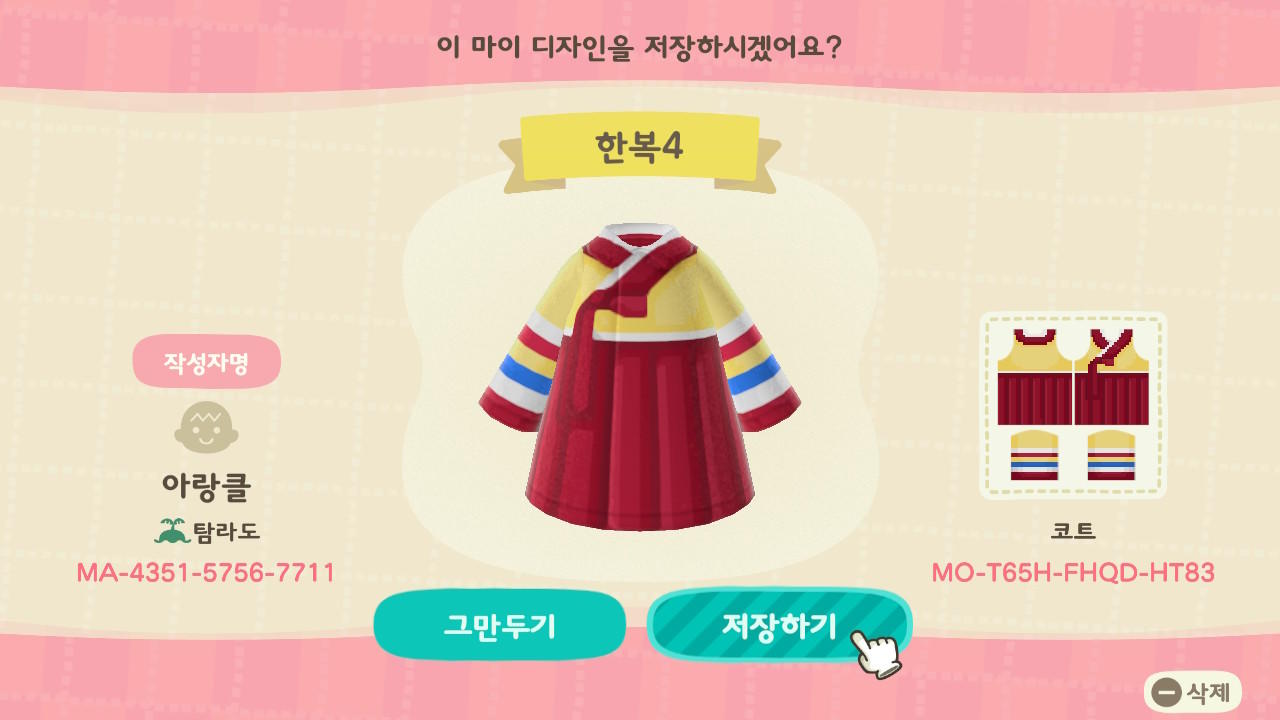 이 마이 디자인을 저장하시겠어요?
한복4
작성자명
아랑클
탐라도
MA-4351-5756-7711
코트
MO-T65H-FHQD-HT83
그만두기
저장하기
삭제